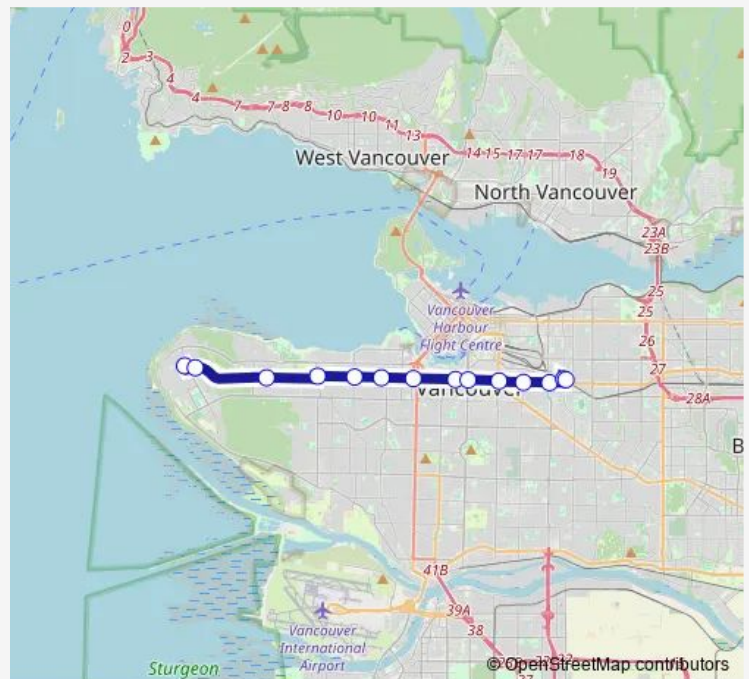 0
2
3
4
4
7
7
8
8
10
10
11
13
West Vancouver
14
15
17
17
18
19
North Vancouver
23A
23B
25
25
26
27
28A
Vancouver
Harbour
Flight Centre
Vancouver
B
41B
39A
38
Vancouver
International
Airport
Sturgeon
© OpenStreetMap contributors